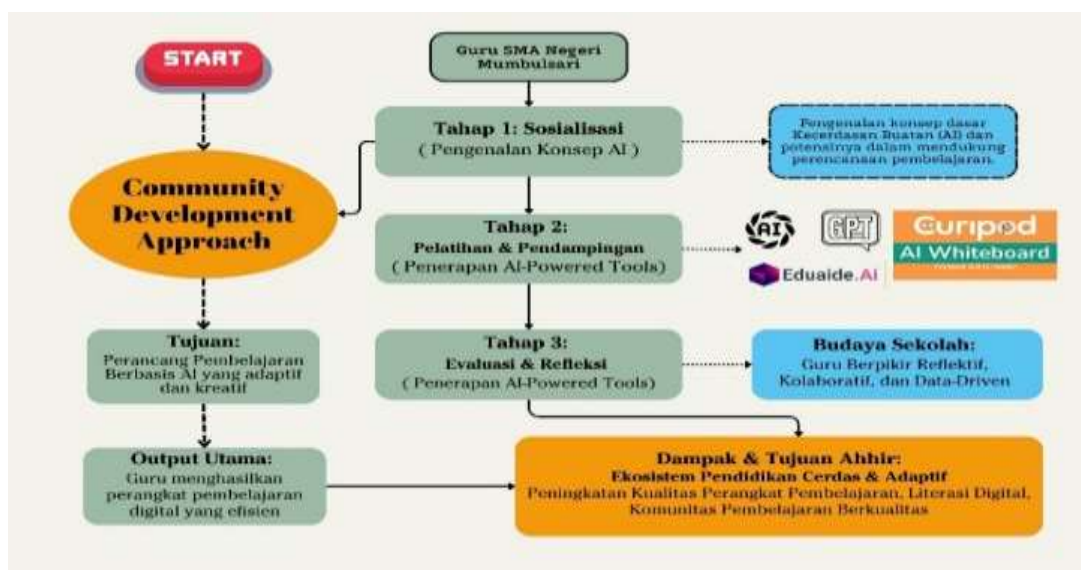 START
Community
Development
Approach
Tujuan:
Perancang Pembelajaran
Berbasis AI yang adaptif
dan kreatif
Output Utama:
Guru menghasilkan
perangkat pembelajaran
digital yang efisien
Guru SMA Negeri
Mumbulsari
Tahap 1: Sosialisasi
( Pengenalan Konsep AI )
Pengenalan konsep dasar
Kecerdasan Buatan (AI) dan
potensinya dalam mendukung
perencanaan pembelajaran.
Tahap 2:
Pelatihan & Pendampingan
( Penerapan AI-Powered Tools)
AI
GPT
Eduaide.AI
Curipod
AI Whiteboard
Tahap 3:
Evaluasi & Refleksi
( Penerapan AI-Powered Tools)
Budaya Sekolah:
Guru Berpikir Reflektif,
Kolaboratif, dan Data-Driven
Dampak & Tujuan Ahhir:
Ekosistem Pendidikan Cerdas & Adaptif
Peningkatan Kualitas Perangkat Pembelajaran, Literasi Digital,
Komunitas Pembelajaran Berkualitas